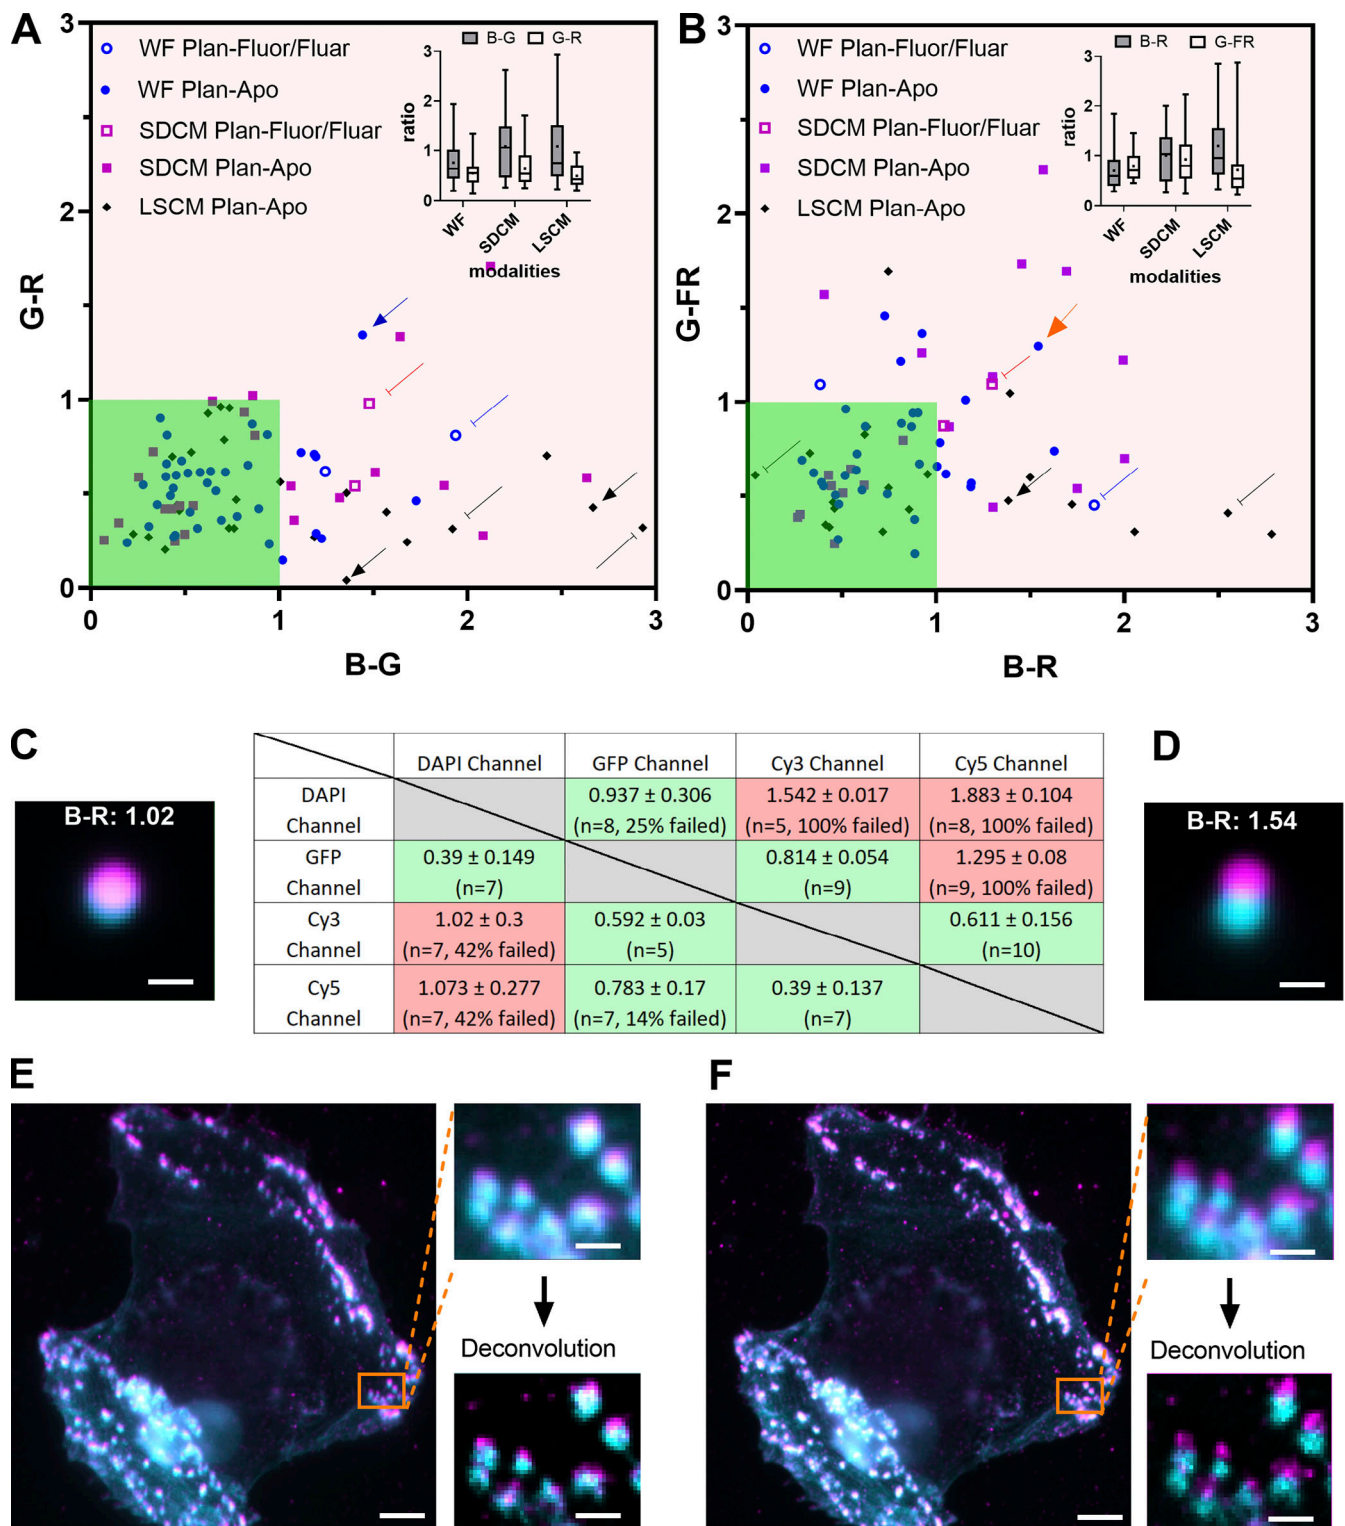 A
3
2
1
0
0
1
2
3
G-R
B-G
WF Plan-Fluor/Fluar
WF Plan-Apo
SDCM Plan-Fluor/Fluar
SDCM Plan-Apo
LSCM Plan-Apo
B-G G-R
3
2
1
0
ratio
WF SDCM LSCM
modalities
B
3
2
1
0
0
1
2
3
G-FR
B-R
WF Plan-Fluor/Fluar
WF Plan-Apo
SDCM Plan-Fluor/Fluar
SDCM Plan-Apo
LSCM Plan-Apo
B-R G-FR
3
2
1
0
ratio
WF SDCM LSCM
modalities
C
B-R: 1.02
DAPI Channel GFP Channel Cy3 Channel Cy5 Channel
DAPI 0.937 ± 0.306 1.542 ± 0.017 1.883 ± 0.104
Channel (n=8, 25% failed) (n=5, 100% failed) (n=8, 100% failed)
GFP 0.39 ± 0.149 0.814 ± 0.054 1.295 ± 0.08
Channel (n=7) (n=9) (n=9, 100% failed)
Cy3 1.02 ± 0.3 0.592 ± 0.03 0.611 ± 0.156
Channel (n=7, 42% failed) (n=5) (n=10)
Cy5 1.073 ± 0.277 0.783 ± 0.17 0.39 ± 0.137
Channel (n=7, 42% failed) (n=7, 14% failed) (n=7)
D
B-R: 1.54
E
Deconvolution
F
Deconvolution